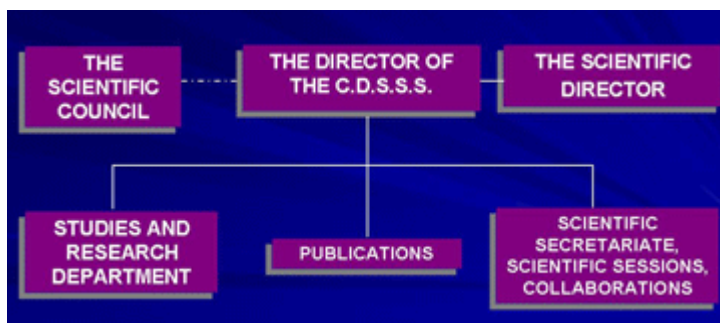 THE
SCIENTIFIC
COUNCIL
THE DIRECTOR OF
THE C.D.S.S.S.
THE SCIENTIFIC
DIRECTOR
STUDIES AND
RESEARCH
DEPARTMENT
PUBLICATIONS
SCIENTIFIC
SECRETARIATE,
SCIENTIFIC SESSIONS,
COLLABORATIONS